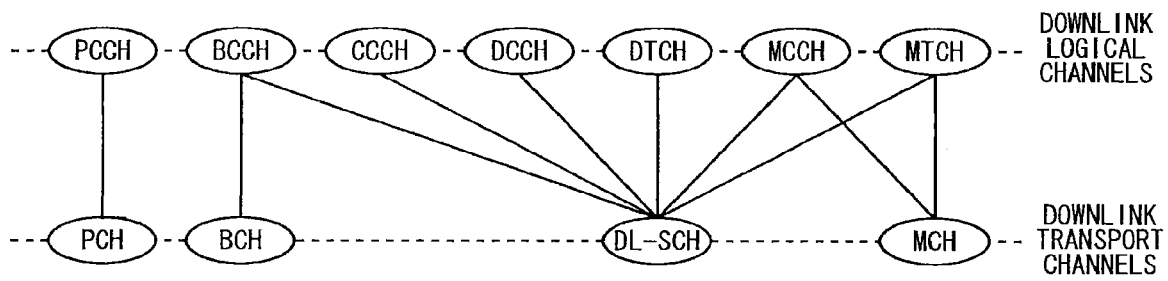 PCCH BCCH CCCH DCCH DTCH MCCH MTCH
DOWNLINK
LOGICAL
CHANNELS
PCH BCH DL-SCH MCH
DOWNLINK
TRANSPORT
CHANNELS